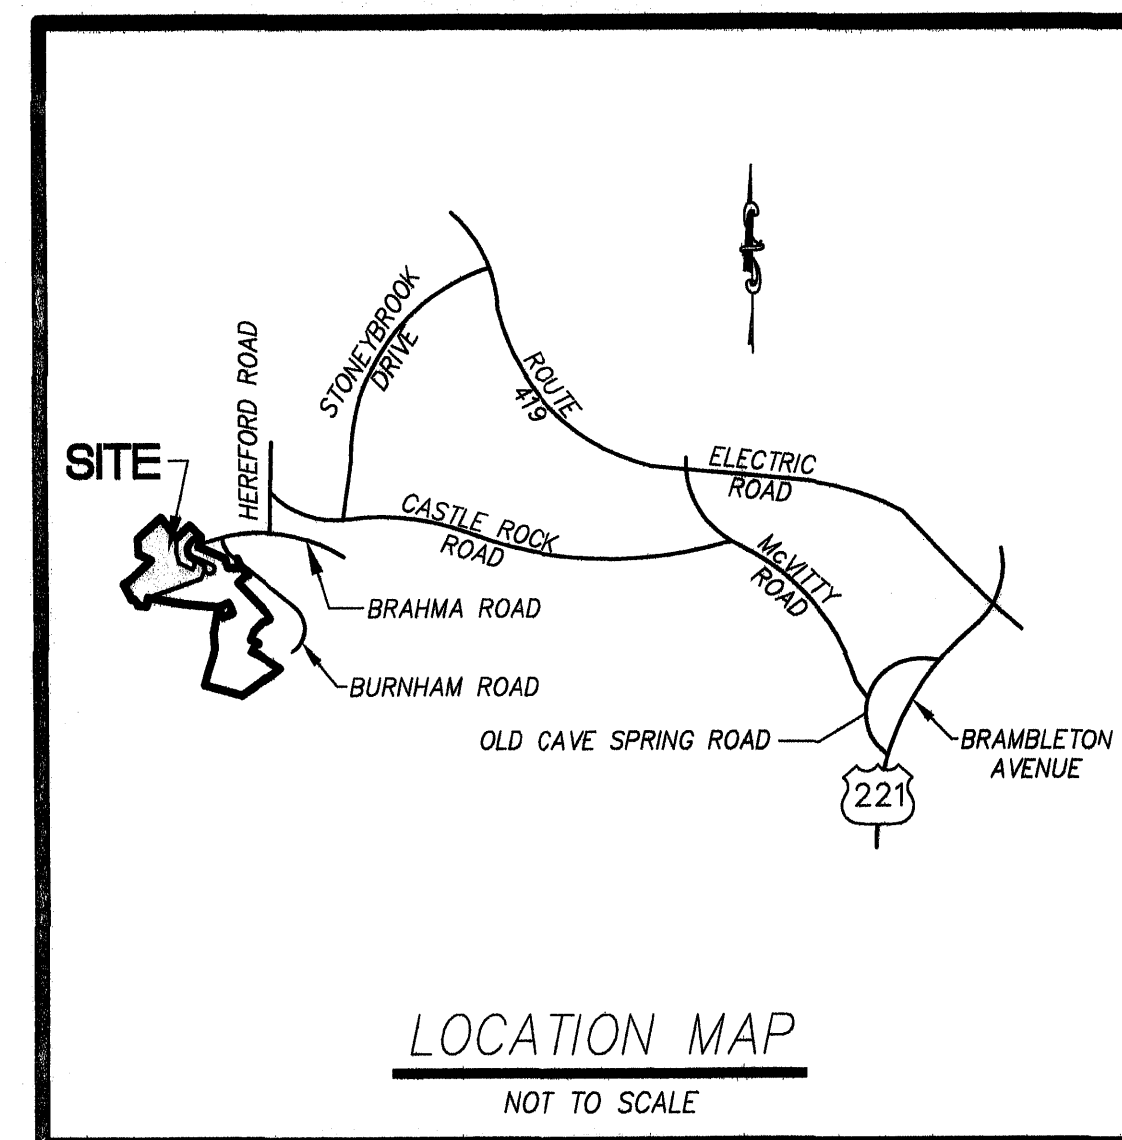 STONEYBROOK
DRIVE
HEREFORD ROAD
ROUTE
419
SITE
ELECTRIC
ROAD
CASTLE ROCK
ROAD
McVITTY
ROAD
BRAHMA ROAD
BURNHAM ROAD
OLD CAVE SPRING ROAD
BRAMBLETON
AVENUE
221
LOCATION MAP
NOT TO SCALE